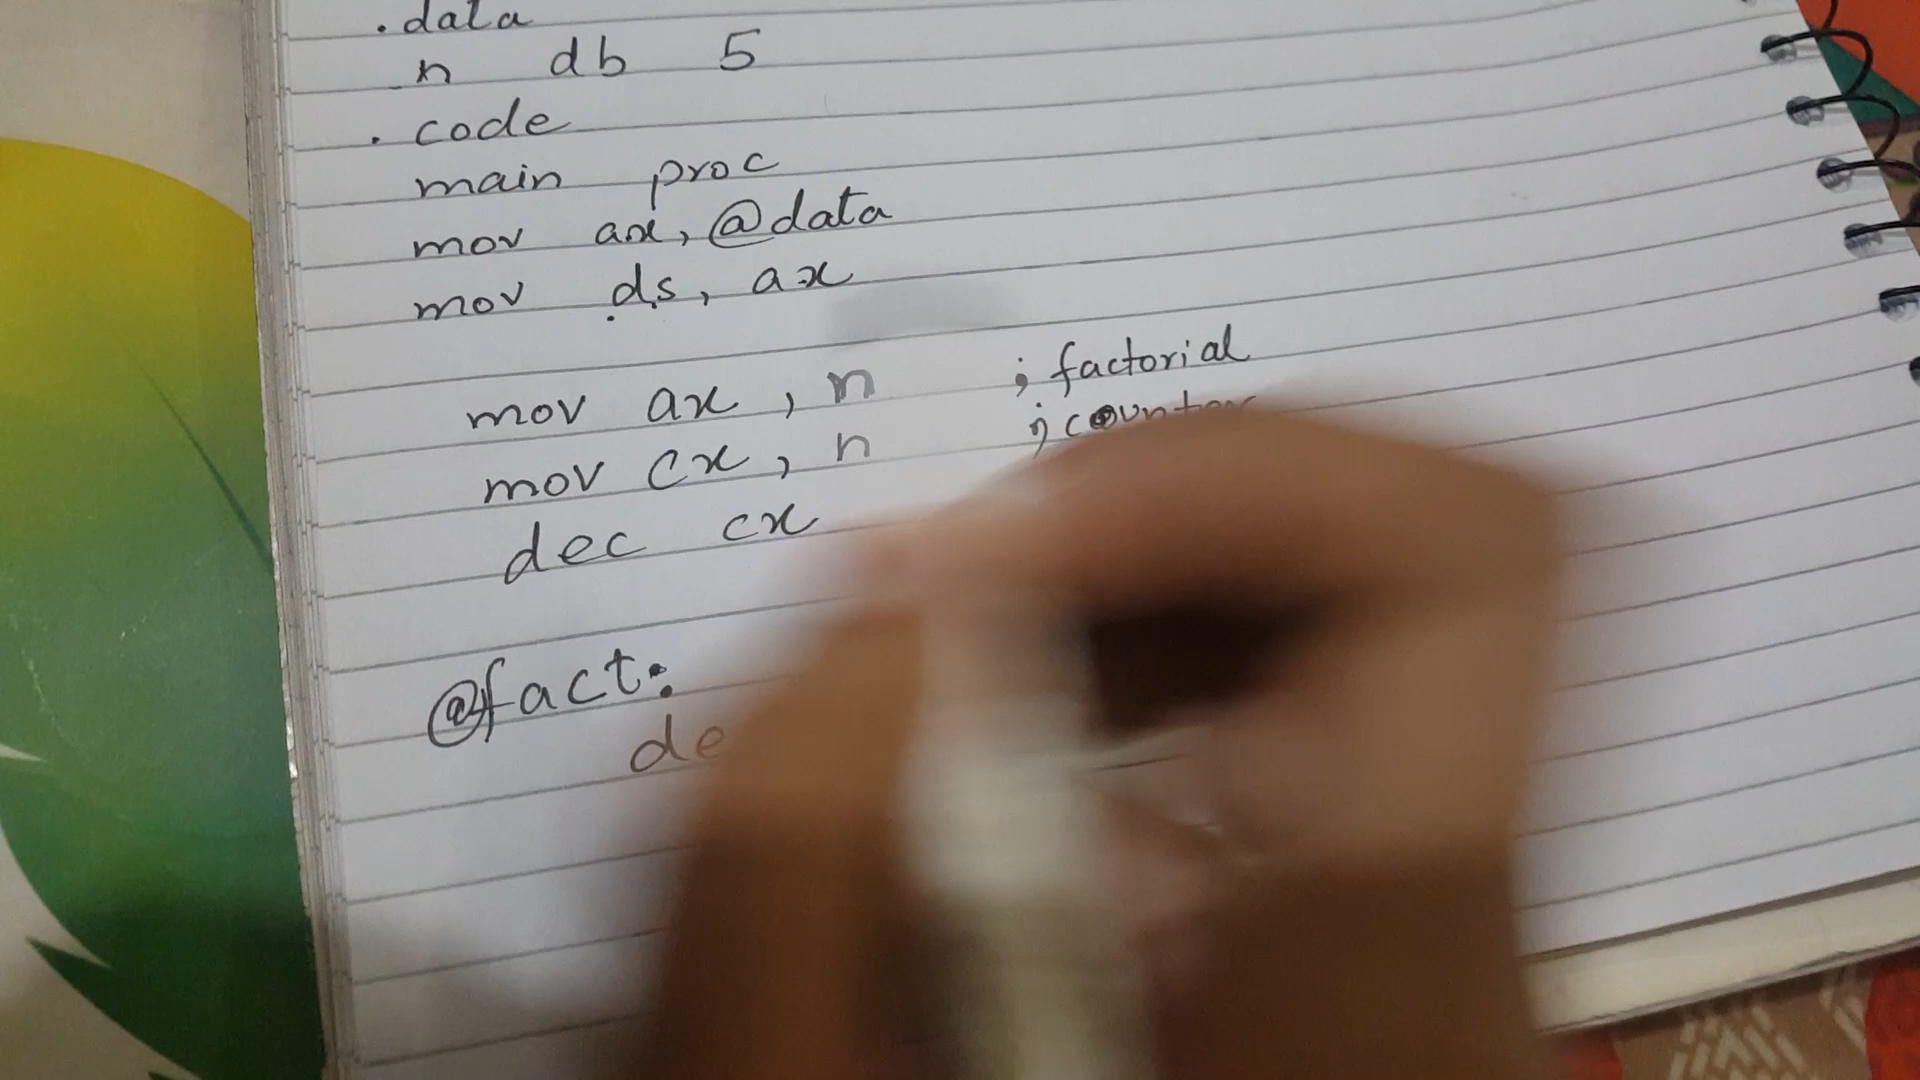 .data
n db 5
.code
main proc
mov ax, @data
mov ds, ax
mov ax, n ; factorial
mov cx, n ; counter
dec cx
@fact:
de